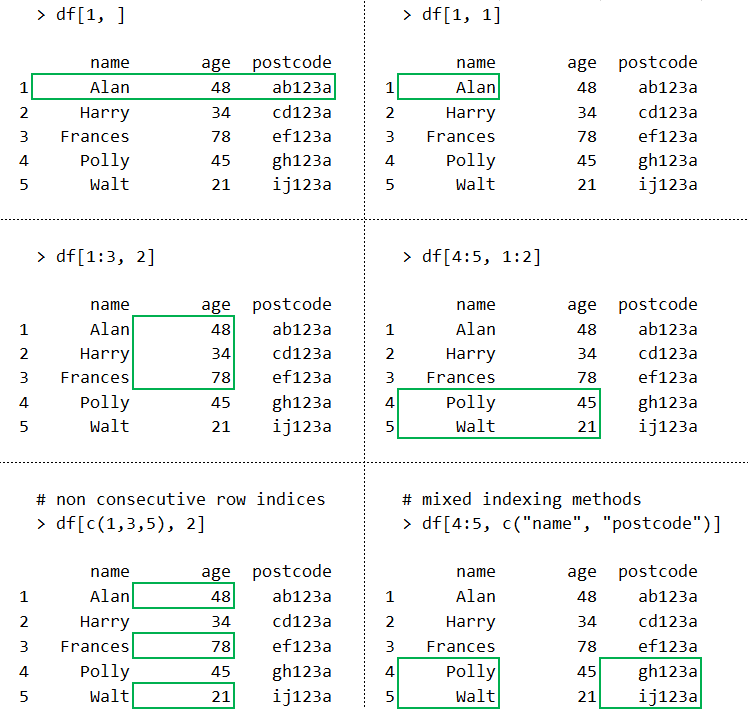 > df[1, ]
name age postcode
1 Alan 48 ab123a
2 Harry 34 cd123a
3 Frances 78 ef123a
4 Polly 45 gh123a
5 Walt 21 ij123a
> df[1, 1]
name age postcode
1 Alan 48 ab123a
2 Harry 34 cd123a
3 Frances 78 ef123a
4 Polly 45 gh123a
5 Walt 21 ij123a
> df[1:3, 2]
name age postcode
1 Alan 48 ab123a
2 Harry 34 cd123a
3 Frances 78 ef123a
4 Polly 45 gh123a
5 Walt 21 ij123a
> df[4:5, 1:2]
name age postcode
1 Alan 48 ab123a
2 Harry 34 cd123a
3 Frances 78 ef123a
4 Polly 45 gh123a
5 Walt 21 ij123a
# non consecutive row indices
> df[c(1,3,5), 2]
name age postcode
1 Alan 48 ab123a
2 Harry 34 cd123a
3 Frances 78 ef123a
4 Polly 45 gh123a
5 Walt 21 ij123a
# mixed indexing methods
> df[4:5, c("name", "postcode")]
name age postcode
1 Alan 48 ab123a
2 Harry 34 cd123a
3 Frances 78 ef123a
4 Polly 45 gh123a
5 Walt 21 ij123a